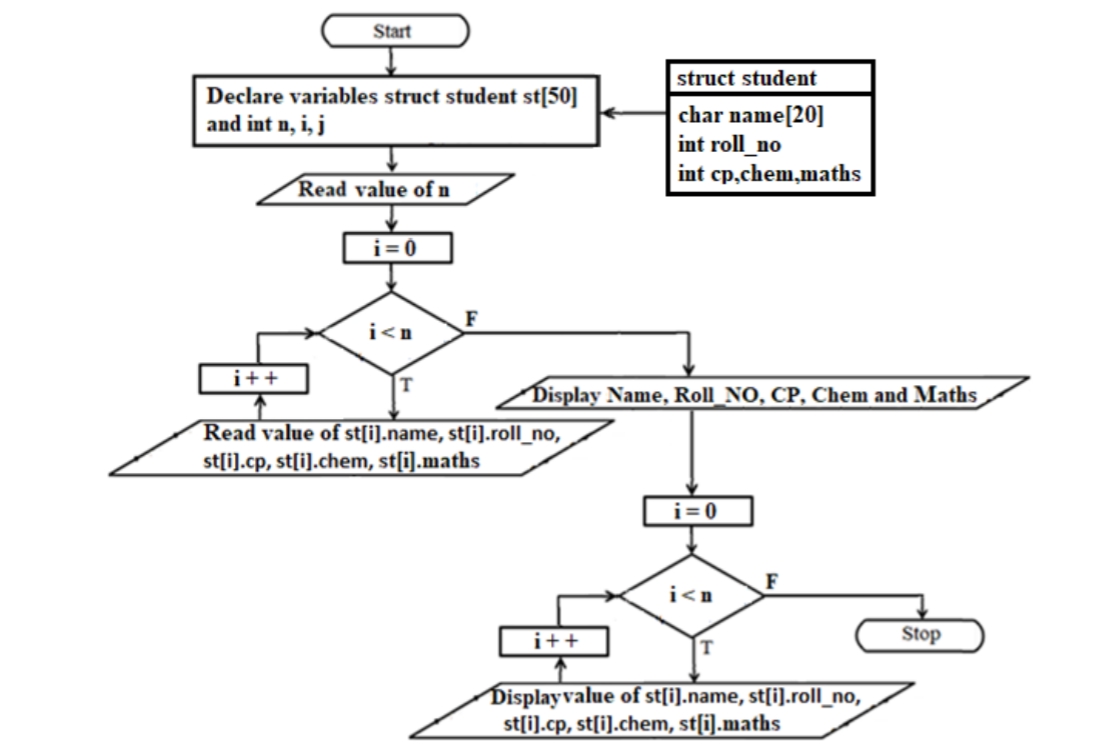 Start
Declare variables struct student st[50]
and int n, i, j
struct student
char name[20]
int roll_no
int cp,chem,maths
Read value of n
i = 0
i < n
F
T
i + +
Read value of st[i].name, st[i].roll_no,
st[i].cp, st[i].chem, st[i].maths
Display Name, Roll_NO, CP, Chem and Maths
i = 0
i < n
F
T
i + +
Stop
Display value of st[i].name, st[i].roll_no,
st[i].cp, st[i].chem, st[i].maths